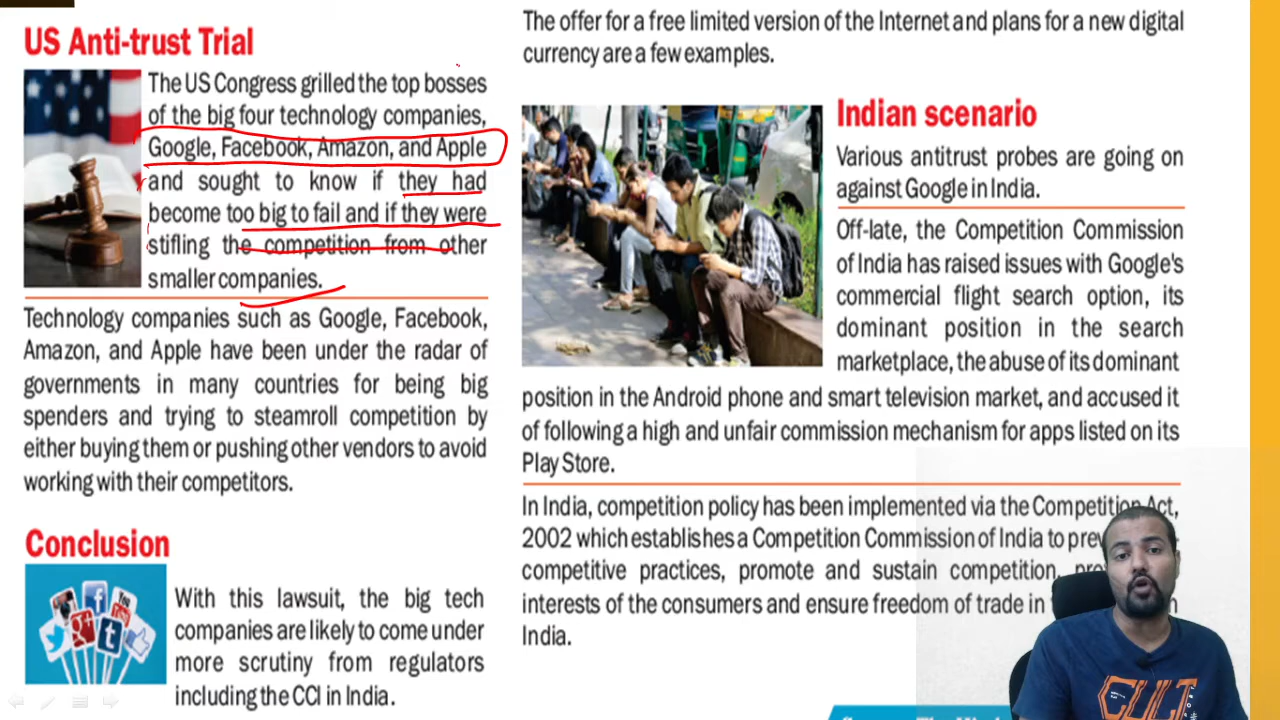 US Anti-trust Trial
The US Congress grilled the top bosses
of the big four technology companies,
Google, Facebook, Amazon, and Apple
and sought to know if they had
become too big to fail and if they were
stifling the competition from other
smaller companies.
Technology companies such as Google, Facebook,
Amazon, and Apple have been under the radar of
governments in many countries for being big
spenders and trying to steamroll competition by
either buying them or pushing other vendors to avoid
working with their competitors.
Conclusion
With this lawsuit, the big tech
companies are likely to come under
more scrutiny from regulators
including the CCI in India.
The offer for a free limited version of the Internet and plans for a new digital
currency are a few examples.
Indian scenario
Various antitrust probes are going on
against Google in India.
Off-late, the Competition Commission
of India has raised issues with Google's
commercial flight search option, its
dominant position in the search
marketplace, the abuse of its dominant
position in the Android phone and smart television market, and accused it
of following a high and unfair commission mechanism for apps listed on its
Play Store.
In India, competition policy has been implemented via the Competition Act,
2002 which establishes a Competition Commission of India to
competitive practices, promote and sustain competition,
interests of the consumers and ensure freedom of trade in
India.
CULT